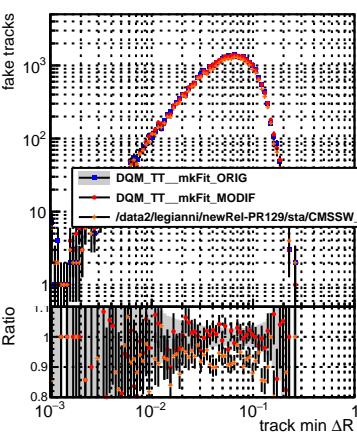 fake tracks
10³
10²
10
1
DQM_TT__mkFit_ORIG
DQM_TT__mkFit_MODIF
/data2/legianni/newRel-PR129/sta/CMSSW_
Ratio
1.1
1
0.9
0.8
10⁻³ 10⁻² 10⁻¹ 1
track min ΔR